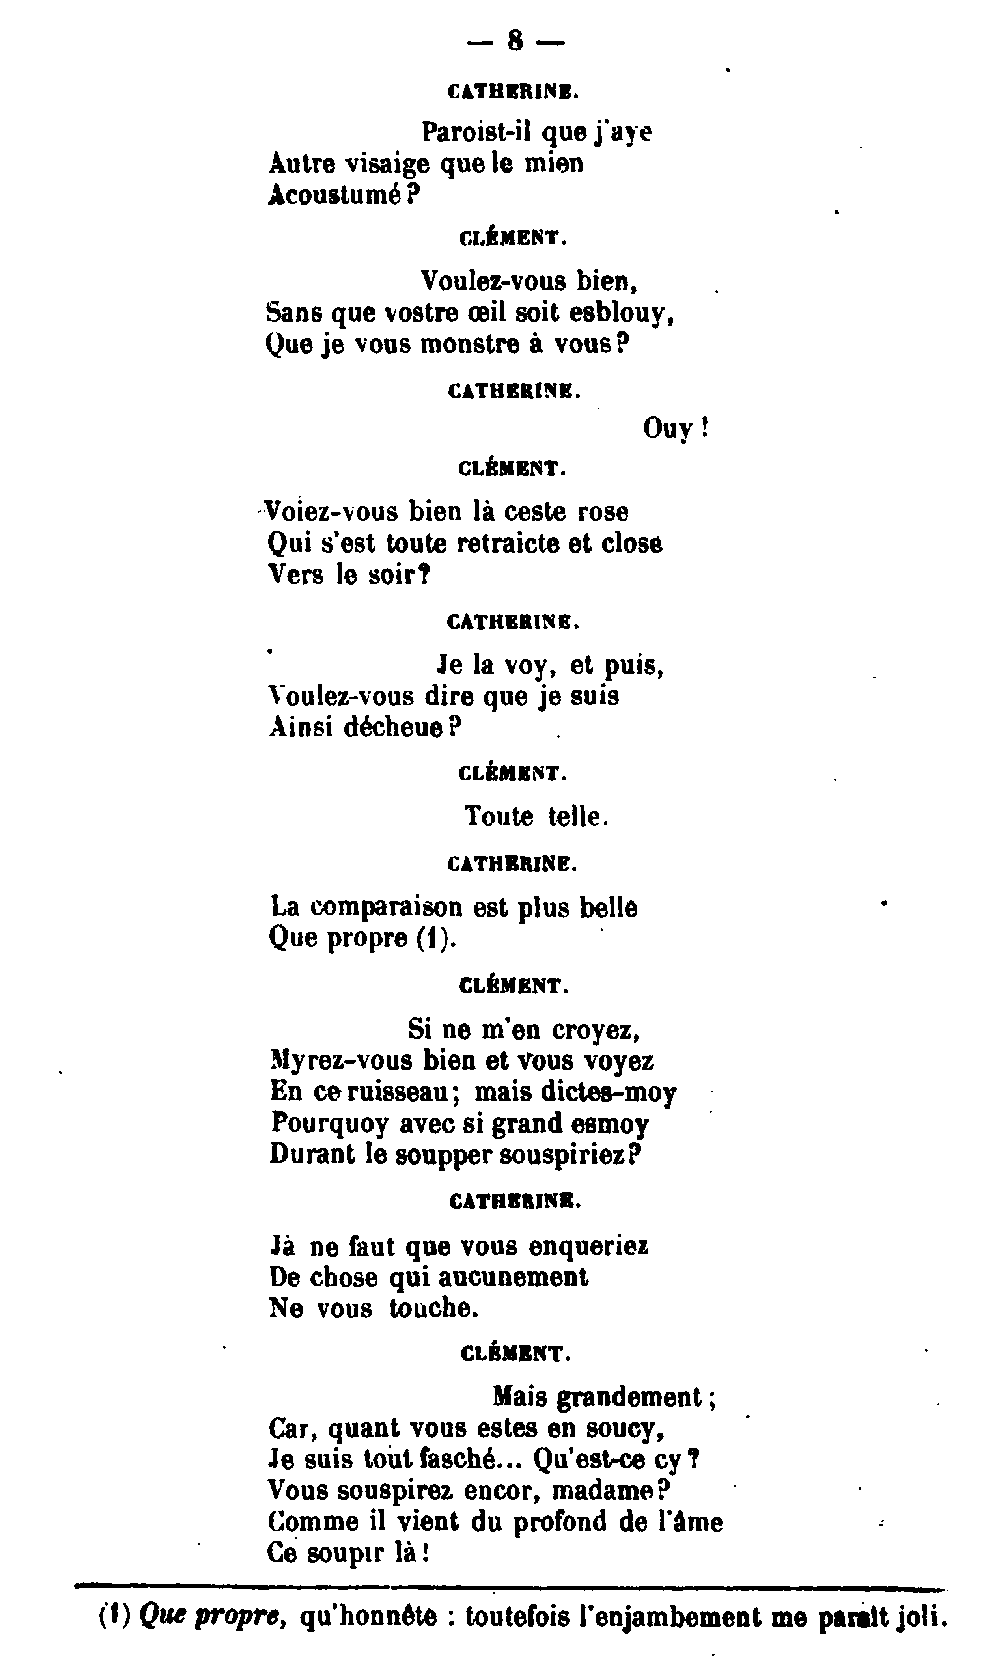 — 8 —
CATHERINE.
Paroist-il que j'aye
Autre visaige que le mien
Acoustumé ?
CLÉMENT.
Voulez-vous bien,
Sans que vostre œil soit esblouy,
Que je vous monstre à vous ?
CATHERINE.
Ouy !
CLÉMENT.
Voiez-vous bien là ceste rose
Qui s'est toute retraicte et close
Vers le soir ?
CATHERINE.
Je la voy, et puis,
Voulez-vous dire que je suis
Ainsi décheue ?
CLÉMENT.
Toute telle.
CATHERINE.
La comparaison est plus belle
Que propre (1).
CLÉMENT.
Si ne m'en croyez,
Myrez-vous bien et vous voyez
En ce ruisseau ; mais dictes-moy
Pourquoy avec si grand esmoy
Durant le soupper souspiriez ?
CATHERINE.
Jà ne faut que vous enqueriez
De chose qui aucunement
Ne vous touche.
CLÉMENT.
Mais grandement ;
Car, quant vous estes en soucy,
Je suis tout fasché... Qu'est-ce cy ?
Vous souspirez encor, madame ?
Comme il vient du profond de l'âme
Ce soupir là !
(1) Que propre, qu'honnête : toutefois l'enjambement me paraît joli.